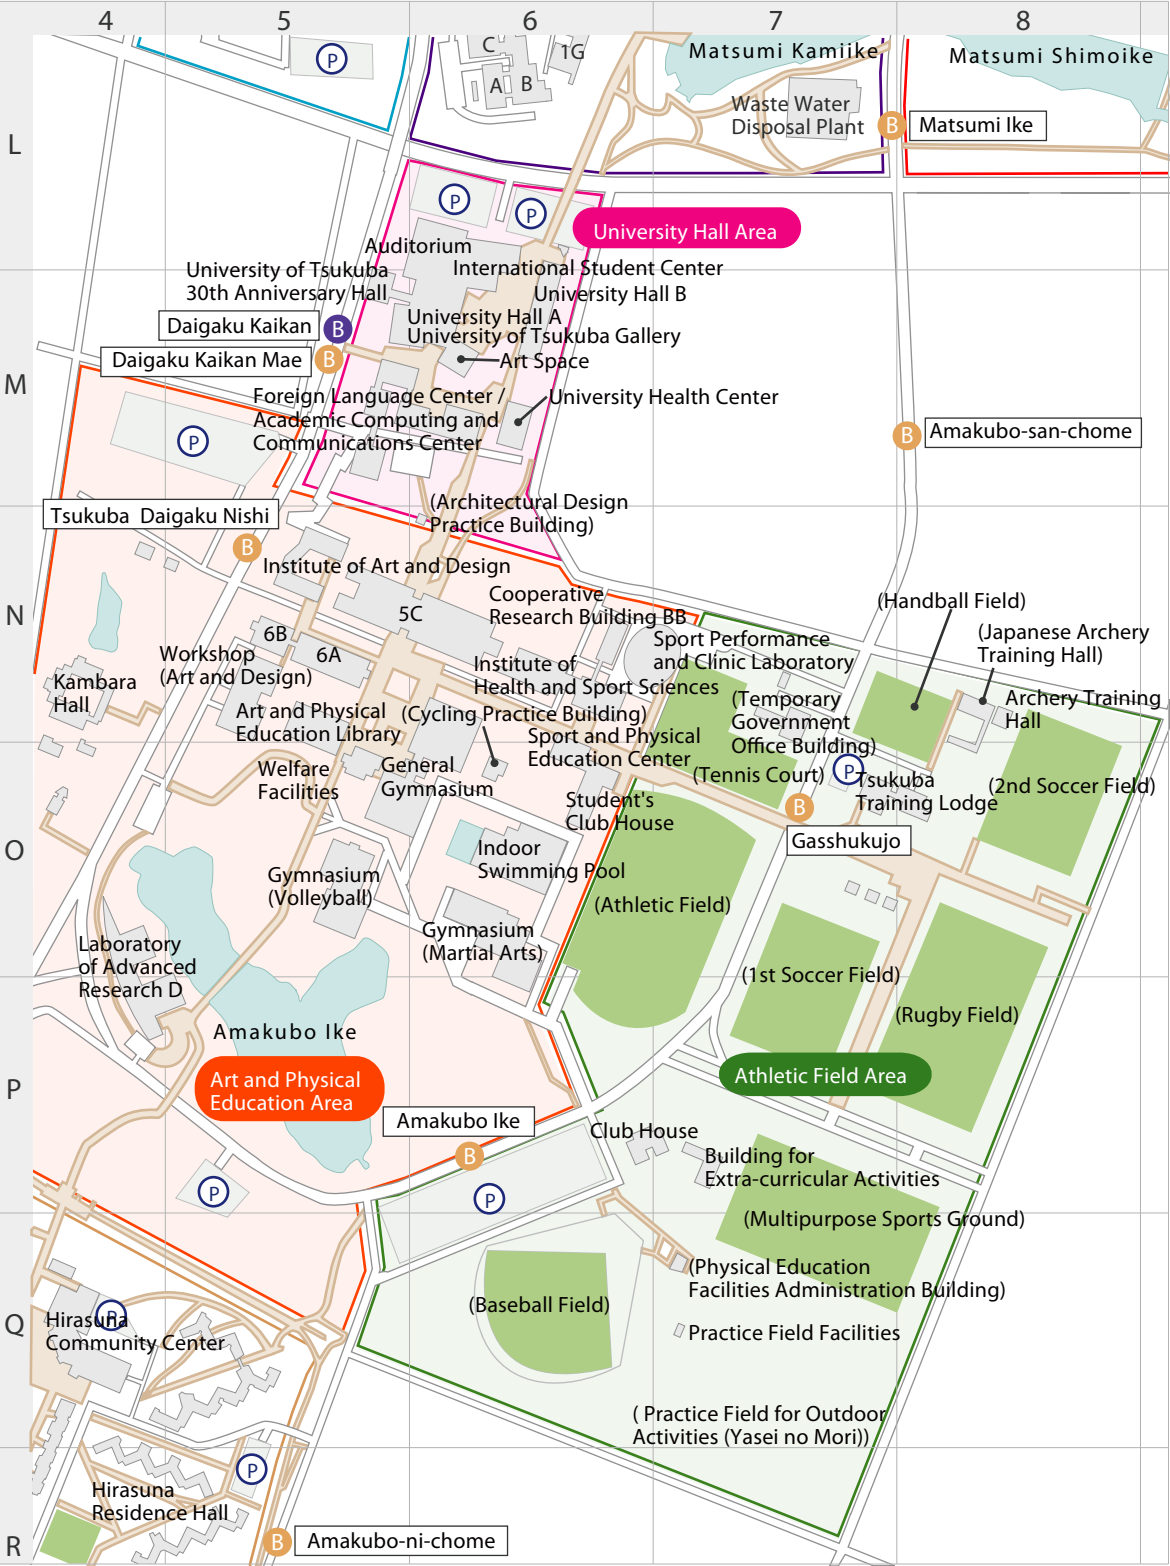 4
5
6
7
8
L
M
N
O
P
Q
R
P
C
A
B
1G
Matsumi Kamiike
Matsumi Shimoike
Waste Water
Disposal Plant
B
Matsumi Ike
P
P
University Hall Area
Auditorium
International Student Center
University of Tsukuba
30th Anniversary Hall
University Hall B
Daigaku Kaikan
B
University Hall A
University of Tsukuba Gallery
Daigaku Kaikan Mae
B
Art Space
Foreign Language Center /
Academic Computing and
Communications Center
University Health Center
P
B
Amakubo-san-chome
Tsukuba Daigaku Nishi
B
(Architectural Design
Practice Building)
Institute of Art and Design
5C
Cooperative
Research Building BB
(Handball Field)
6B
6A
Sport Performance
and Clinic Laboratory
(Japanese Archery
Training Hall)
Workshop
(Art and Design)
Kambara
Hall
Institute of
Health and Sport Sciences
(Temporary
Government
Office Building)
Archery Training
Hall
Art and Physical
Education Library
(Cycling Practice Building)
Sport and Physical
Education Center
Welfare
Facilities
General
Gymnasium
(Tennis Court)
P
Tsukuba
Training Lodge
(2nd Soccer Field)
Student's
Club House
B
Gasshukujo
Indoor
Swimming Pool
Gymnasium
(Volleyball)
(Athletic Field)
Gymnasium
(Martial Arts)
Laboratory
of Advanced
Research D
(1st Soccer Field)
(Rugby Field)
Amakubo Ike
Art and Physical
Education Area
Athletic Field Area
Amakubo Ike
B
Club House
Building for
Extra-curricular Activities
P
P
(Multipurpose Sports Ground)
(Physical Education
Facilities Administration Building)
(Baseball Field)
P
Hirasuna
Community Center
Practice Field Facilities
( Practice Field for Outdoor
Activities (Yasei no Mori))
P
Hirasuna
Residence Hall
B
Amakubo-ni-chome